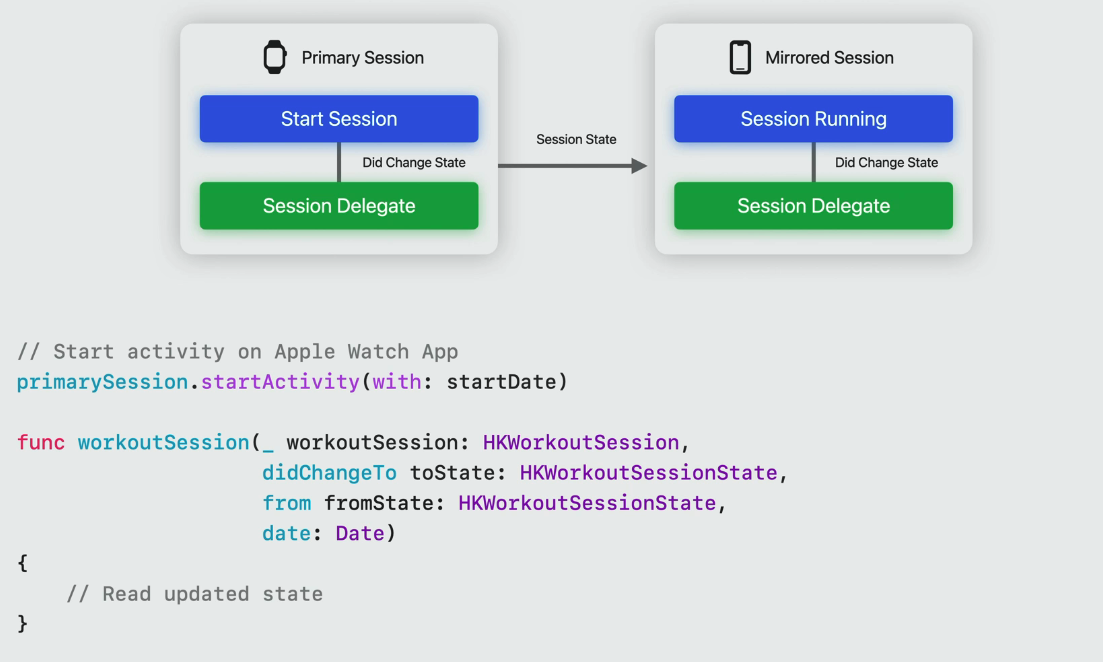 Primary Session
Start Session
Did Change State
Session Delegate
Session State
Mirrored Session
Session Running
Did Change State
Session Delegate
// Start activity on Apple Watch App
primarySession.startActivity(with: startDate)
func workoutSession(_ workoutSession: HKWorkoutSession,
didChangeTo toState: HKWorkoutSessionState,
from fromState: HKWorkoutSessionState,
date: Date)
{
// Read updated state
}